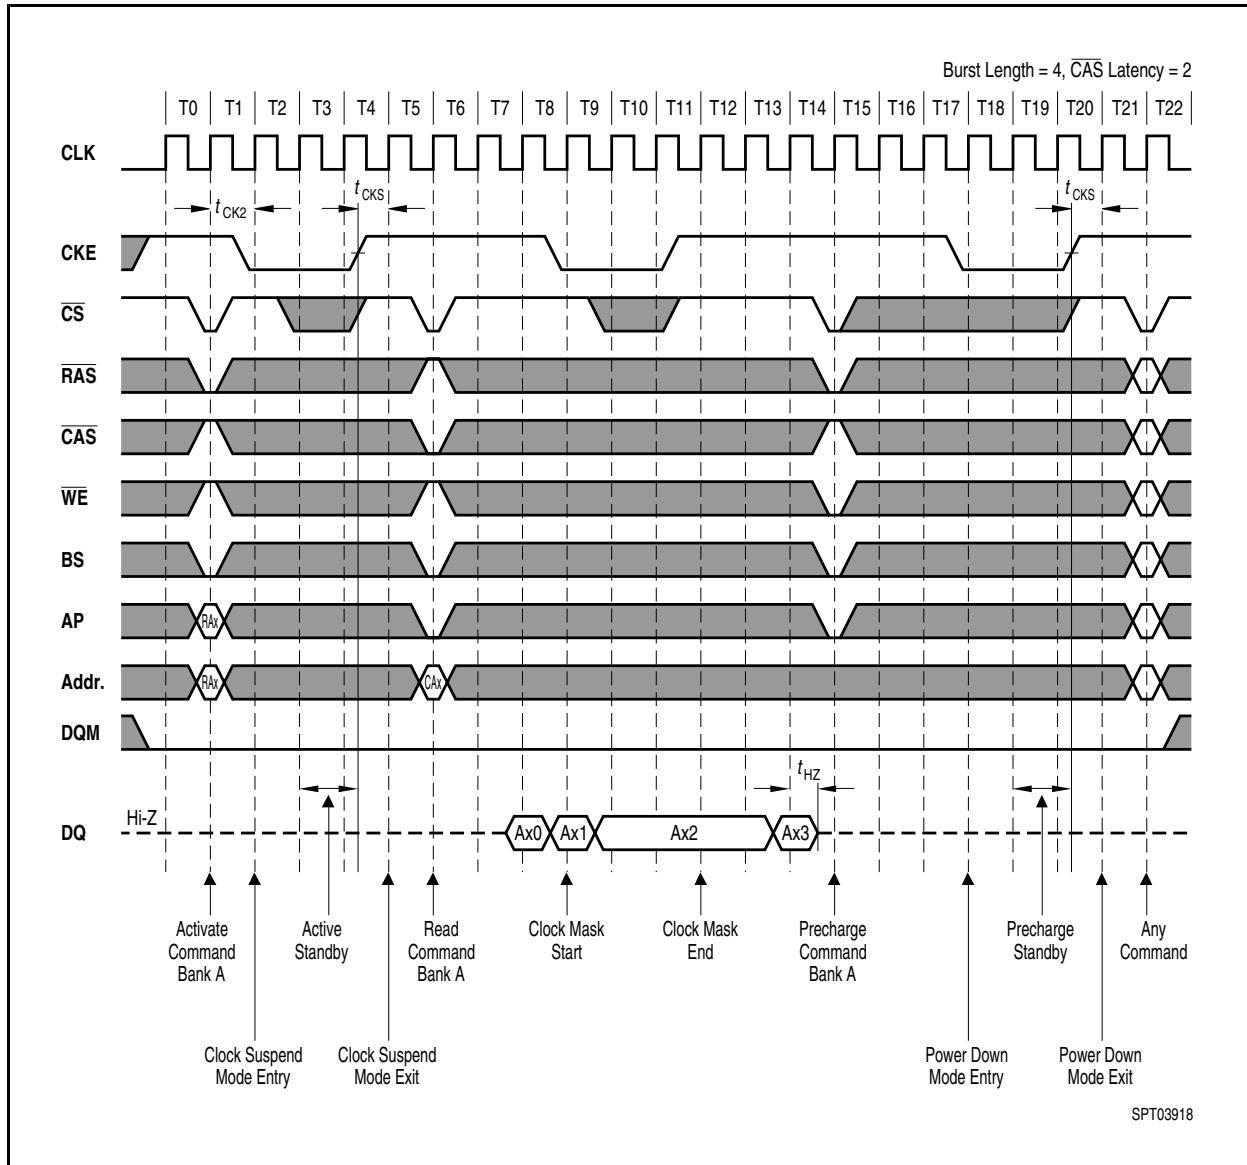 Burst Length = 4, CAS Latency = 2
T0 T1 T2 T3 T4 T5 T6 T7 T8 T9 T10 T11 T12 T13 T14 T15 T16 T17 T18 T19 T20 T21 T22
CLK
tCK2 tCKS tCKS
CKE
CS
RAS
CAS
WE
BS
AP RAx
Addr. RAx CAx
DQM
tHZ
Hi-Z
DQ Ax0 Ax1 Ax2 Ax3
Activate
Command
Bank A
Active
Standby
Read
Command
Bank A
Clock Mask
Start
Clock Mask
End
Precharge
Command
Bank A
Precharge
Standby
Any
Command
Clock Suspend
Mode Entry
Clock Suspend
Mode Exit
Power Down
Mode Entry
Power Down
Mode Exit
SPT03918